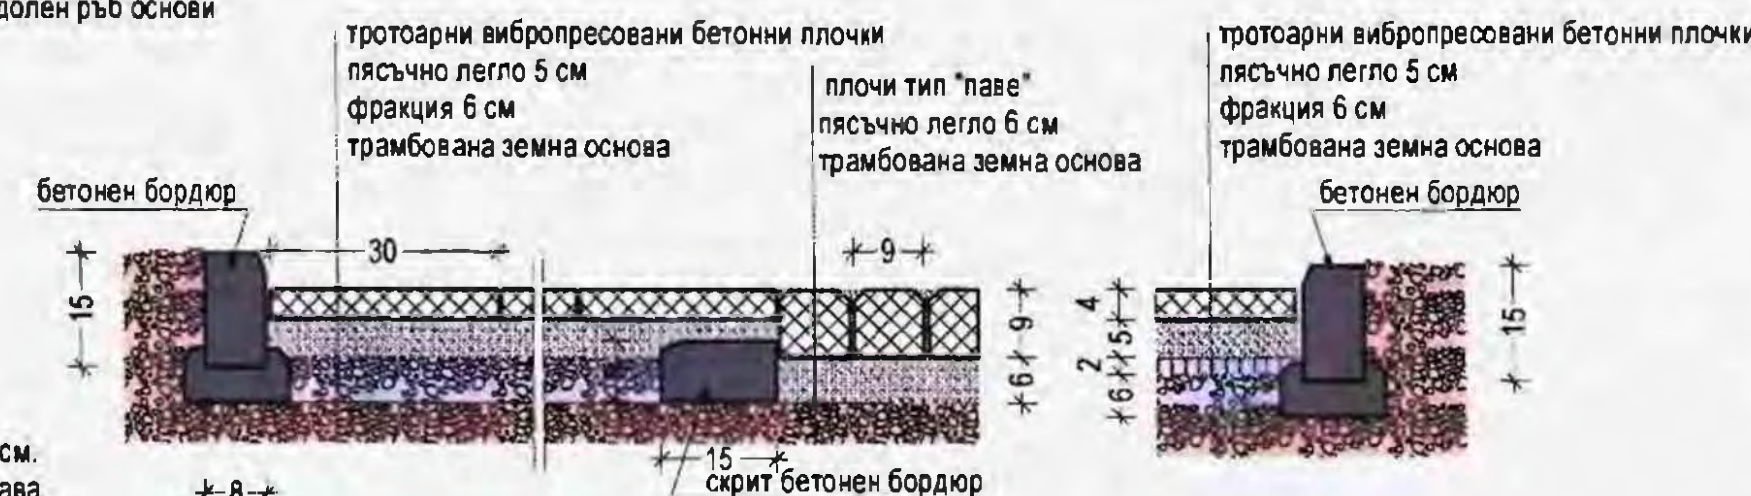 долен ръб основи
тротоарни вибропресовани бетонни плочки
пясъчно легло 5 см
фракция 6 см
трамбована земна основа
плочи тип "паве"
пясъчно легло 6 см
трамбована земна основа
тротоарни вибропресовани бетонни плочки
пясъчно легло 5 см
фракция 6 см
трамбована земна основа
бетонен бордюр
бетонен бордюр
30
9
15
6 9
6 2 5 4
15
15
скрит бетонен бордюр
см.
8